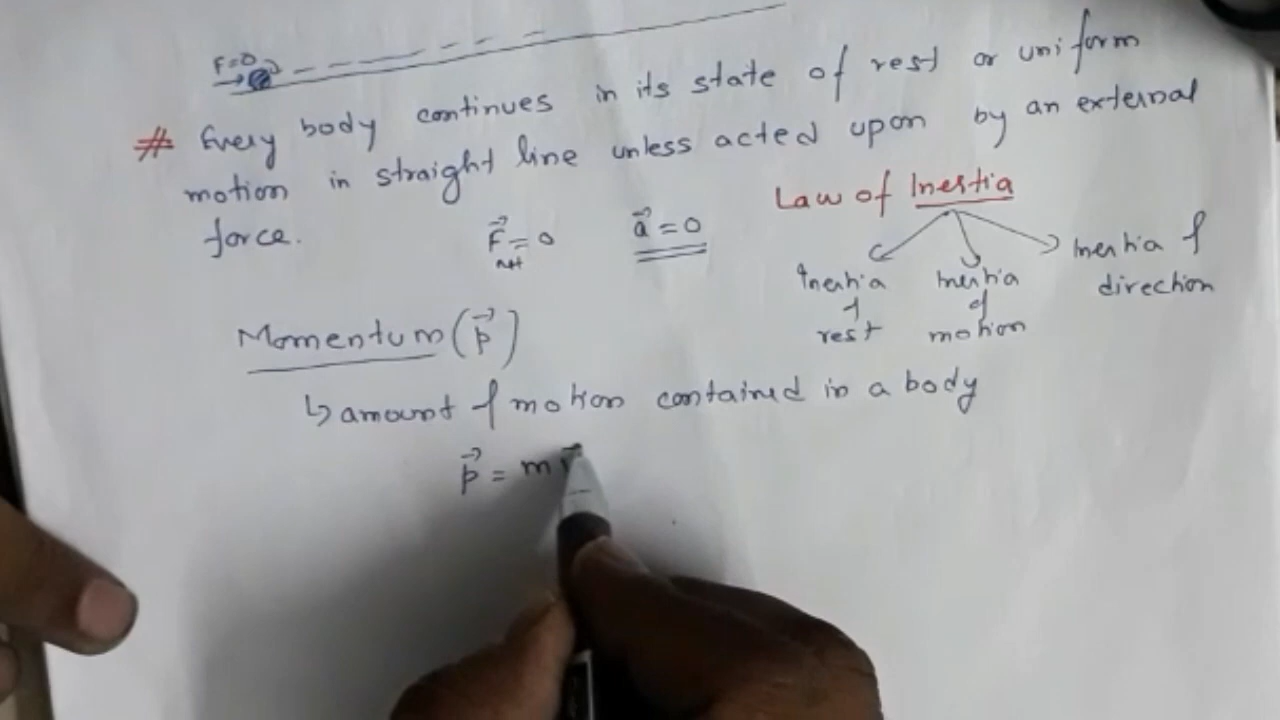 F=0
# Every body continues in its state of rest or uniform
motion in straight line unless acted upon by an external
force.
F⃗net = 0
a⃗ = 0
Law of Inertia
Inertia of rest
Inertia of motion
Inertia of direction
Momentum (p⃗)
↳ amount of motion contained in a body
p⃗ = m